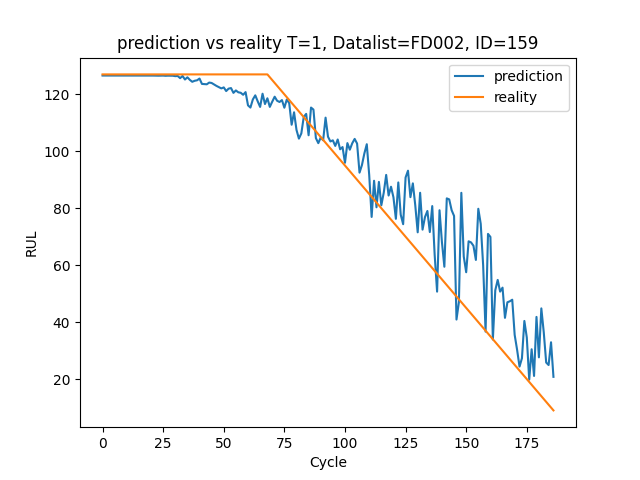 prediction vs reality T=1, Datalist=FD002, ID=159
prediction
reality
RUL
120
100
80
60
40
20
0 25 50 75 100 125 150 175
Cycle